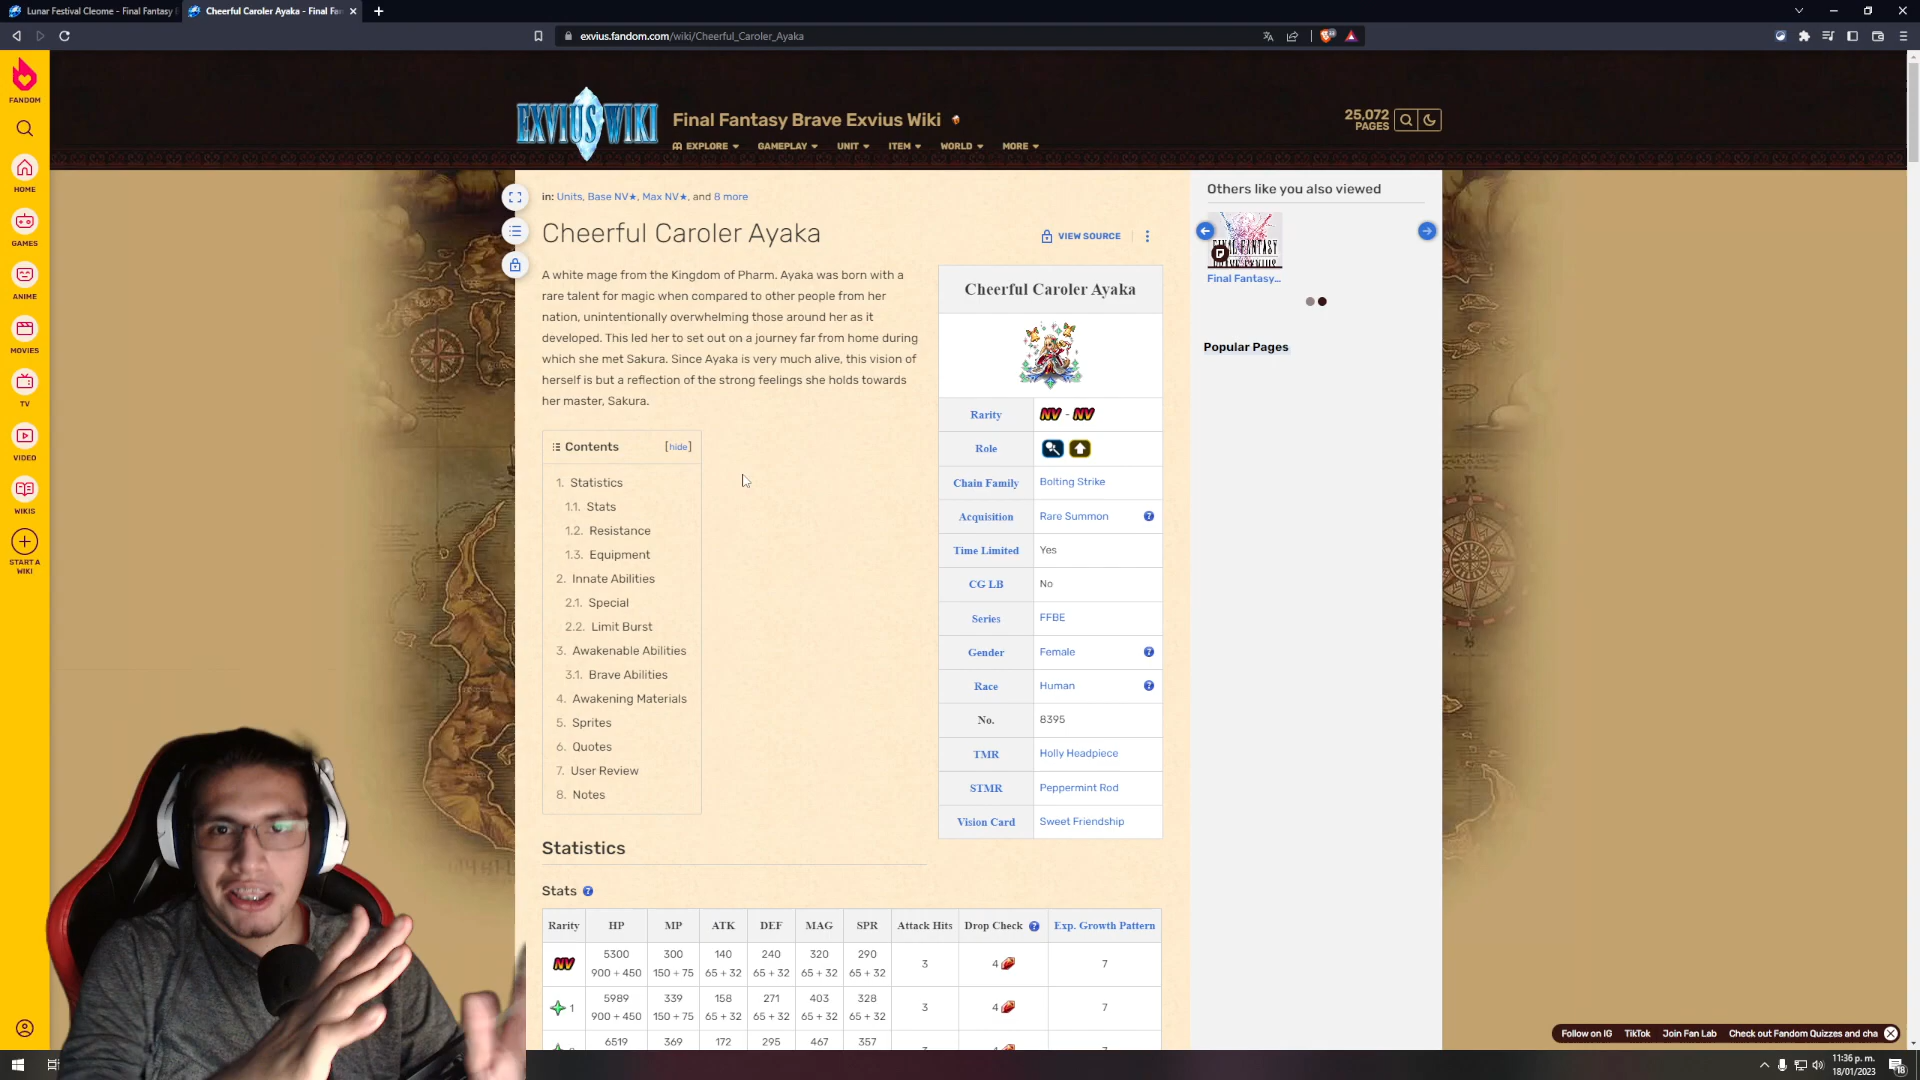 Lunar Festival Cleome - Final Fantasy
Cheerful Caroler Ayaka - Final Fan
exvius.fandom.com/wiki/Cheerful_Caroler_Ayaka
FANDOM
HOME
GAMES
ANIME
MOVIES
TV
VIDEO
WIKIS
START A
WIKI
EXVIUS WIKI
Final Fantasy Brave Exvius Wiki
25,072
PAGES
EXPLORE
GAMEPLAY
UNIT
ITEM
WORLD
MORE
in: Units, Base NV★, Max NV★, and 8 more
Cheerful Caroler Ayaka
VIEW SOURCE
A white mage from the Kingdom of Pharm. Ayaka was born with a
rare talent for magic when compared to other people from her
nation, unintentionally overwhelming those around her as it
developed. This led her to set out on a journey far from home during
which she met Sakura. Since Ayaka is very much alive, this vision of
herself is but a reflection of the strong feelings she holds towards
her master, Sakura.
Contents [hide]
1. Statistics
1.1. Stats
1.2. Resistance
1.3. Equipment
2. Innate Abilities
2.1. Special
2.2. Limit Burst
3. Awakenable Abilities
3.1. Brave Abilities
4. Awakening Materials
5. Sprites
6. Quotes
7. User Review
8. Notes
Cheerful Caroler Ayaka
Rarity NV - NV
Role
Chain Family Bolting Strike
Acquisition Rare Summon ?
Time Limited Yes
CG LB No
Series FFBE
Gender Female ?
Race Human ?
No. 8395
TMR Holly Headpiece
STMR Peppermint Rod
Vision Card Sweet Friendship
Others like you also viewed
FINAL FANTASY
BRAVE EXVIUS
Final Fantasy...
Popular Pages
Statistics
Stats ?
Rarity HP MP ATK DEF MAG SPR Attack Hits Drop Check ? Exp. Growth Pattern
NV 5300 300 140 240 320 290 3 4 7
900 + 450 150 + 75 65 + 32 65 + 32 65 + 32 65 + 32
1 5989 339 158 271 403 328 3 4 7
900 + 450 150 + 75 65 + 32 65 + 32 65 + 32 65 + 32
6519 369 172 295 467 357
Follow on IG TikTok Join Fan Lab Check out Fandom Quizzes and cha
11:36 p. m.
18/01/2023